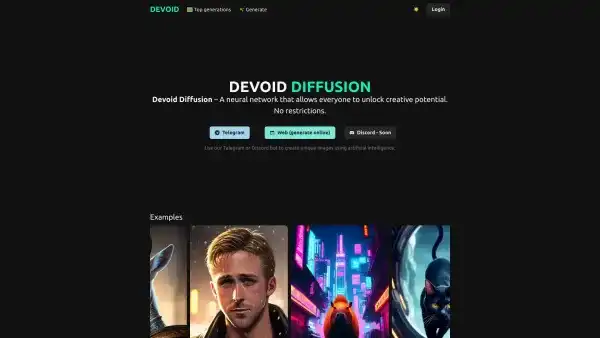 DEVOID Top generations Generate Login
DEVOID DIFFUSION
Devoid Diffusion – A neural network that allows everyone to unlock creative potential.
No restrictions.
Telegram Web (generate online) Discord - Soon
Use our Telegram or Discord bot to create unique images using artificial intelligence.
Examples